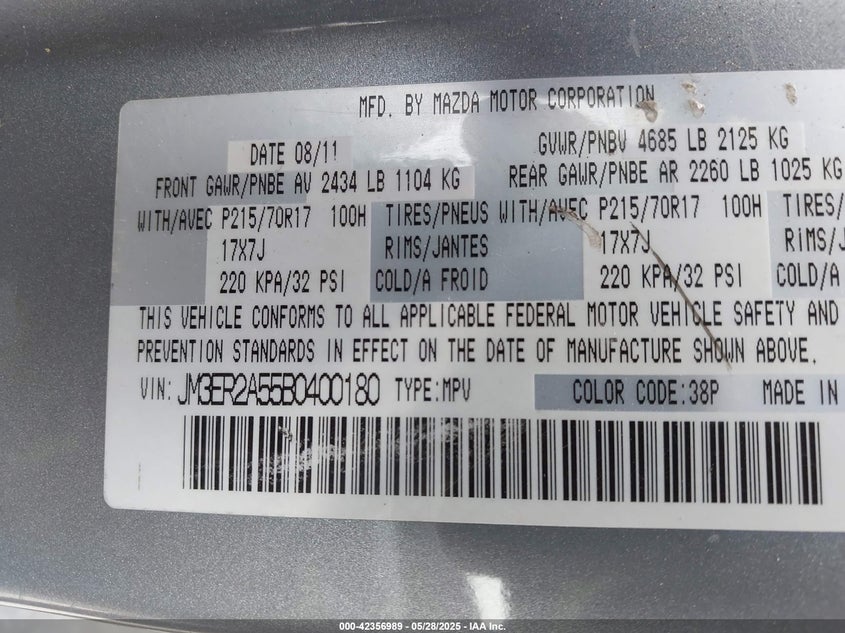 MFD. BY MAZDA MOTOR CORPORATION
DATE 08/11 GVWR/PNBV 4685 LB 2125 KG
FRONT GAWR/PNBE AV 2434 LB 1104 KG REAR GAWR/PNBE AR 2260 LB 1025 KG
WITH/AVEC P215/70R17 100H TIRES/PNEUS WITH/AVEC P215/70R17 100H TIRES/
17X7J RIMS/JANTES 17X7J RIMS/J
220 KPA/32 PSI COLD/A FROID 220 KPA/32 PSI COLD/A
THIS VEHICLE CONFORMS TO ALL APPLICABLE FEDERAL MOTOR VEHICLE SAFETY AND
PREVENTION STANDARDS IN EFFECT ON THE DATE OF MANUFACTURE SHOWN ABOVE.
VIN: JM3ER2A55B0400180 TYPE:MPV COLOR CODE:38P MADE IN
000-42356989 05/28/2025 IAA Inc.